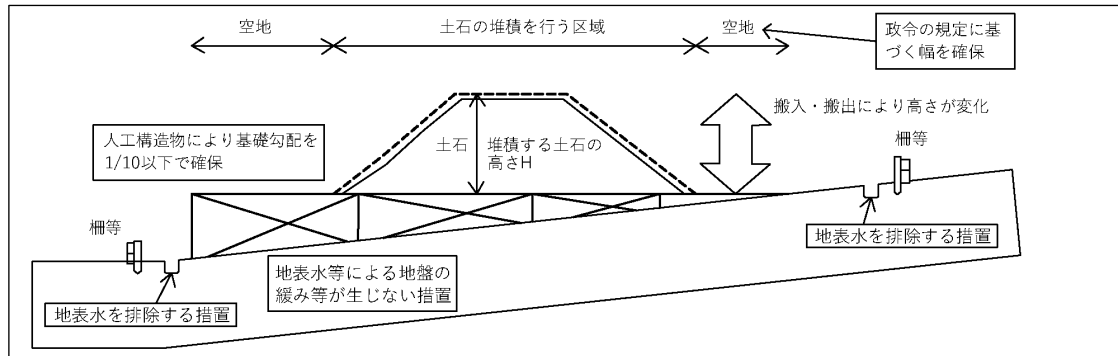 空地
土石の堆積を行う区域
空地
政令の規定に基
づく幅を確保
搬入・搬出により高さが変化
人工構造物により基礎勾配を
1/10以下で確保
土石
堆積する土石の
高さH
柵等
柵等
地表水を排除する措置
地表水等による地盤の
緩み等が生じない措置
地表水を排除する措置